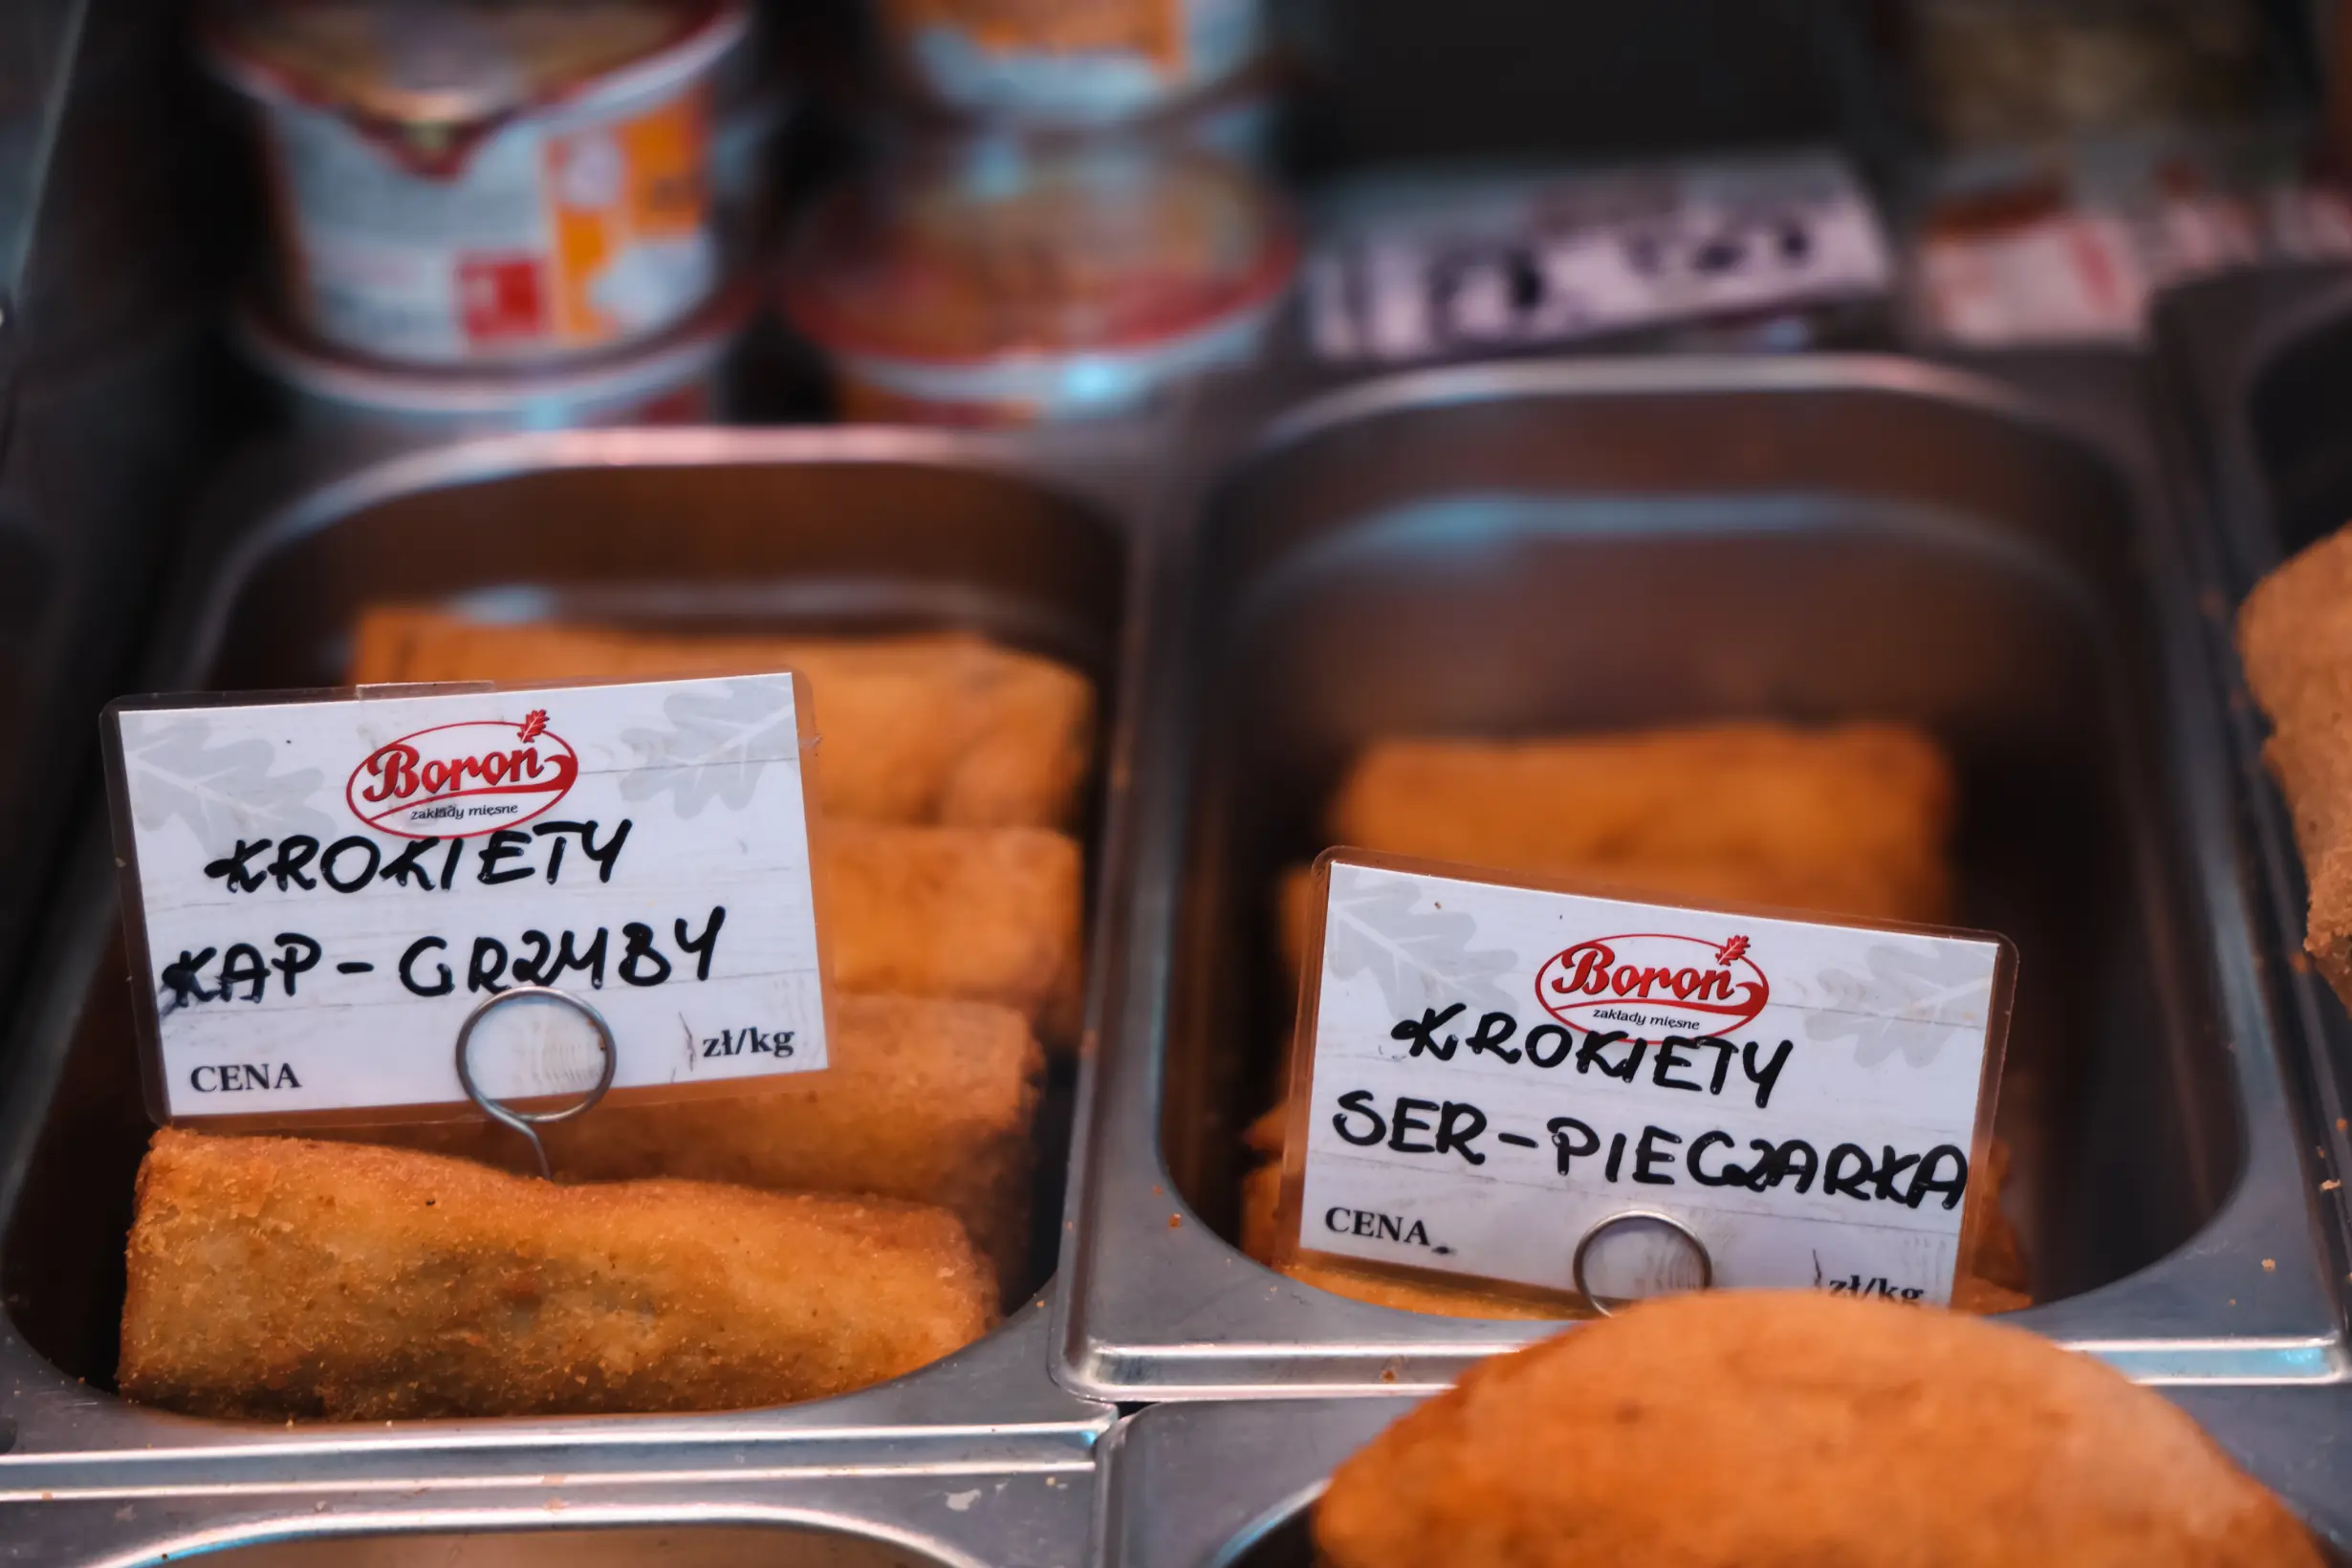 Boroń
zakłady mięsne
KROKIETY
KAP-GRZYBY
CENA
zł/kg
Boroń
zakłady mięsne
KROKIETY
SER-PIECZARKA
CENA
zł/kg